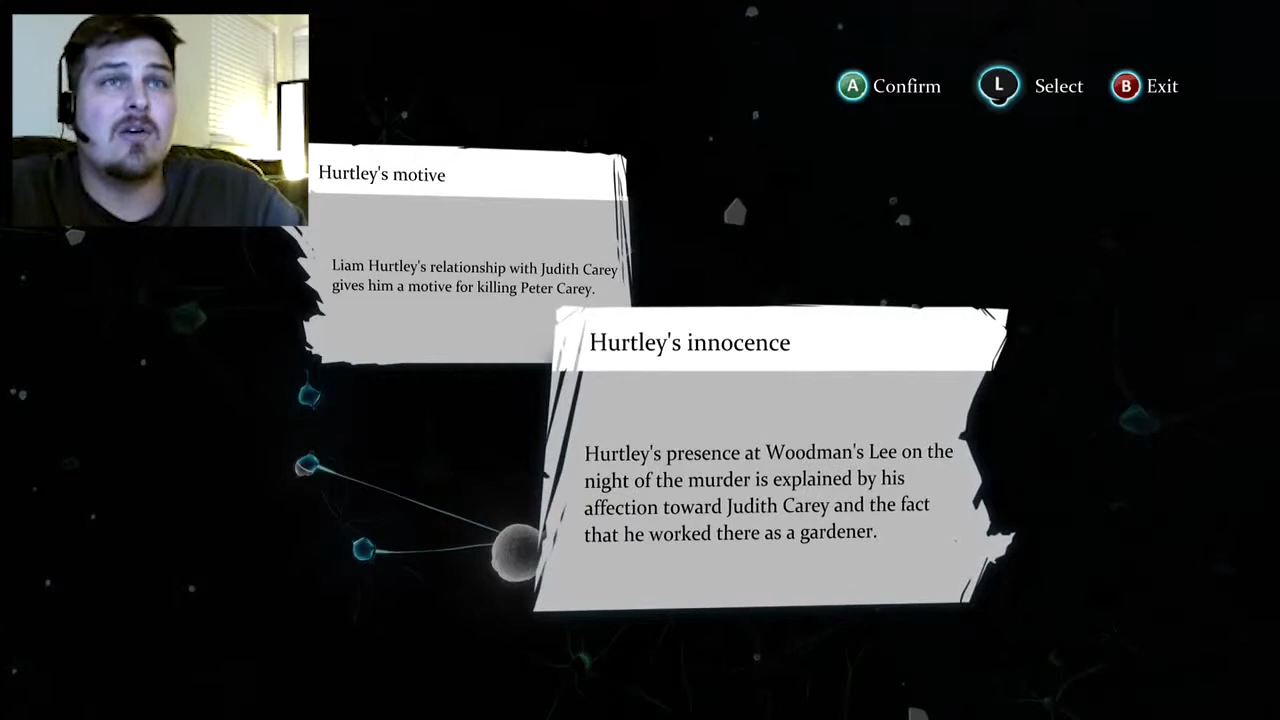 A Confirm L Select B Exit
Hurtley's motive
Liam Hurtley's relationship with Judith Carey
gives him a motive for killing Peter Carey.
Hurtley's innocence
Hurtley's presence at Woodman's Lee on the
night of the murder is explained by his
affection toward Judith Carey and the fact
that he worked there as a gardener.